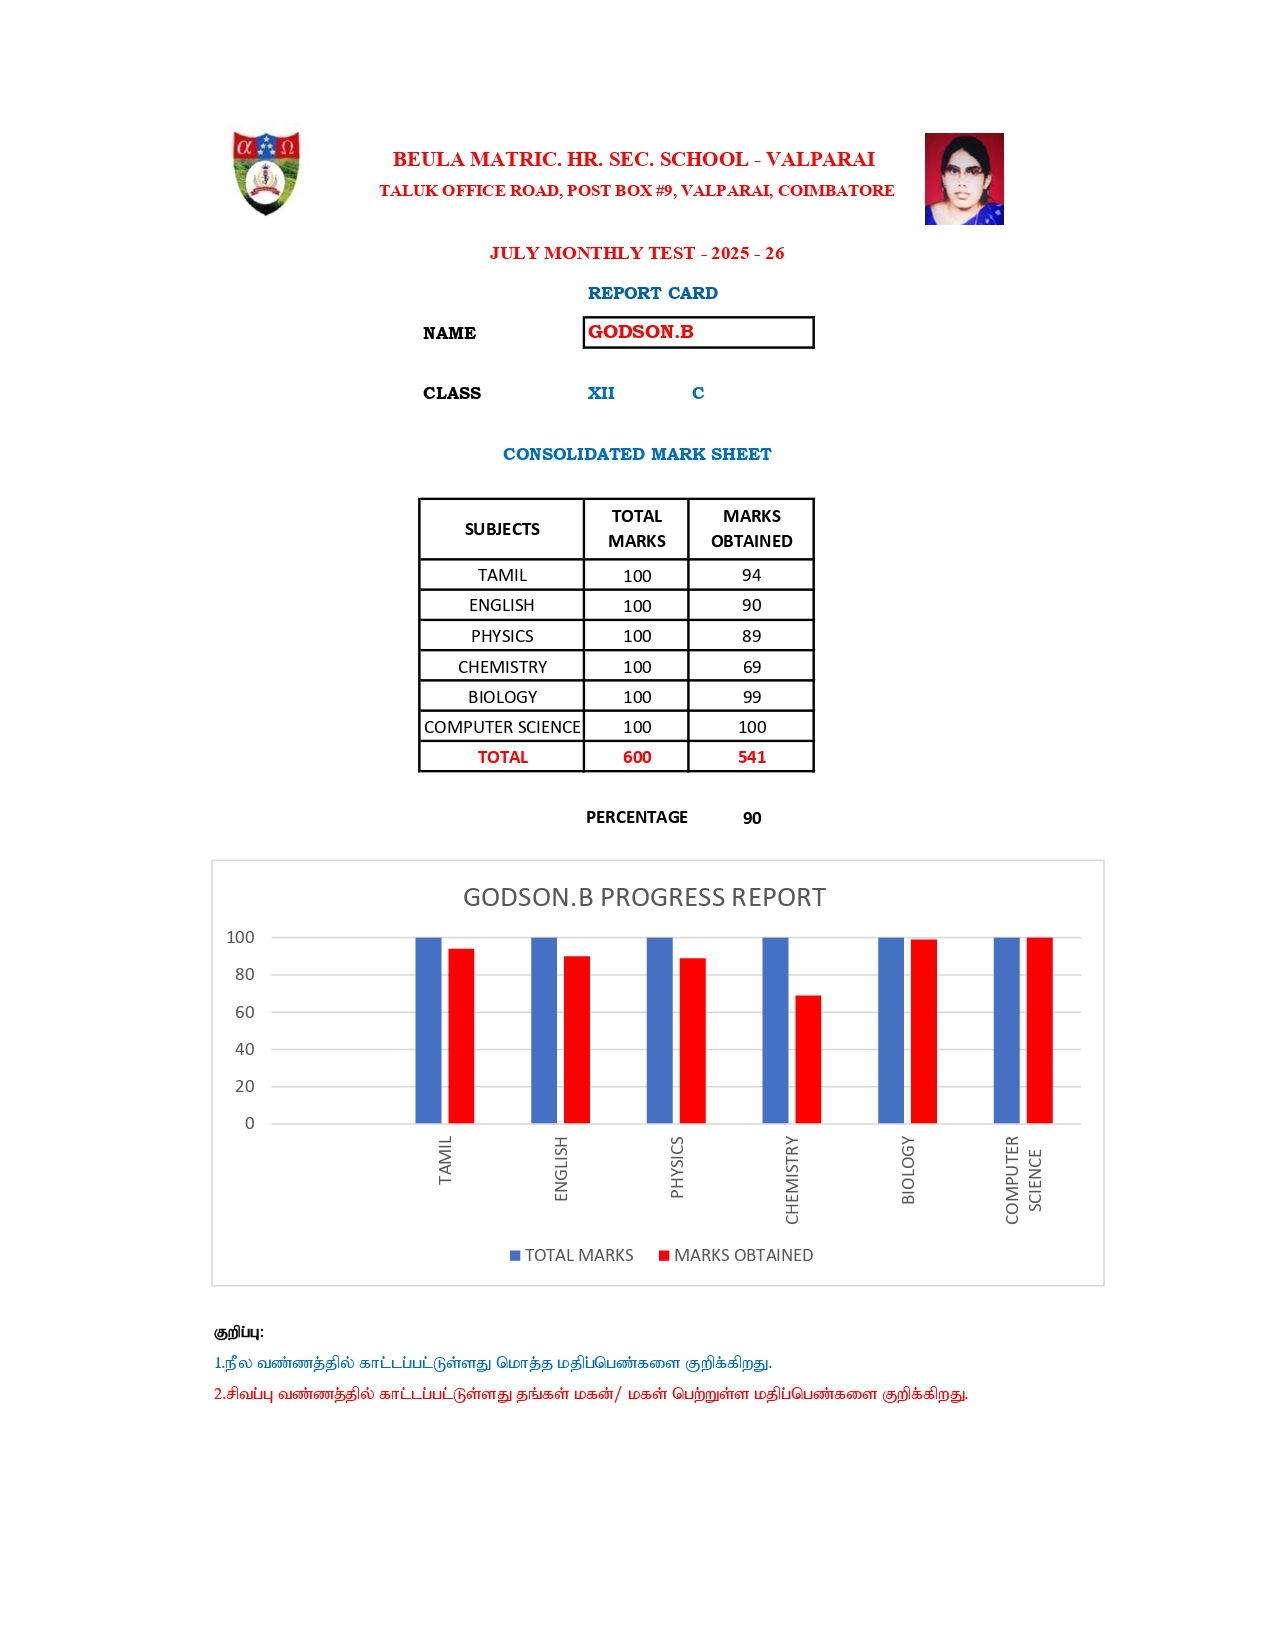 α Ω
BEULA MATRIC. HR. SEC. SCHOOL - VALPARAI
TALUK OFFICE ROAD, POST BOX #9, VALPARAI, COIMBATORE
JULY MONTHLY TEST - 2025 - 26
REPORT CARD
NAME GODSON.B
CLASS XII C
CONSOLIDATED MARK SHEET
SUBJECTS TOTAL MARKS MARKS OBTAINED
TAMIL 100 94
ENGLISH 100 90
PHYSICS 100 89
CHEMISTRY 100 69
BIOLOGY 100 99
COMPUTER SCIENCE 100 100
TOTAL 600 541
PERCENTAGE 90
GODSON.B PROGRESS REPORT
100
80
60
40
20
0
TAMIL ENGLISH PHYSICS CHEMISTRY BIOLOGY COMPUTER SCIENCE
TOTAL MARKS MARKS OBTAINED
குறிப்பு:
1.நீல வண்ணத்தில் காட்டப்பட்டுள்ளது மொத்த மதிப்பெண்களை குறிக்கிறது.
2.சிவப்பு வண்ணத்தில் காட்டப்பட்டுள்ளது தங்கள் மகன்/ மகள் பெற்றுள்ள மதிப்பெண்களை குறிக்கிறது.